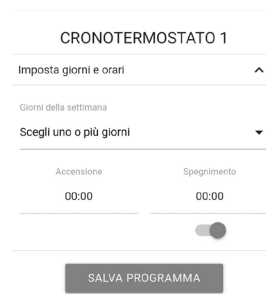 CRONOTERMOSTATO 1
Imposta giorni e orari
Giorni della settimana
Scegli uno o più giorni
Accensione Spegnimento
00:00 00:00
SALVA PROGRAMMA